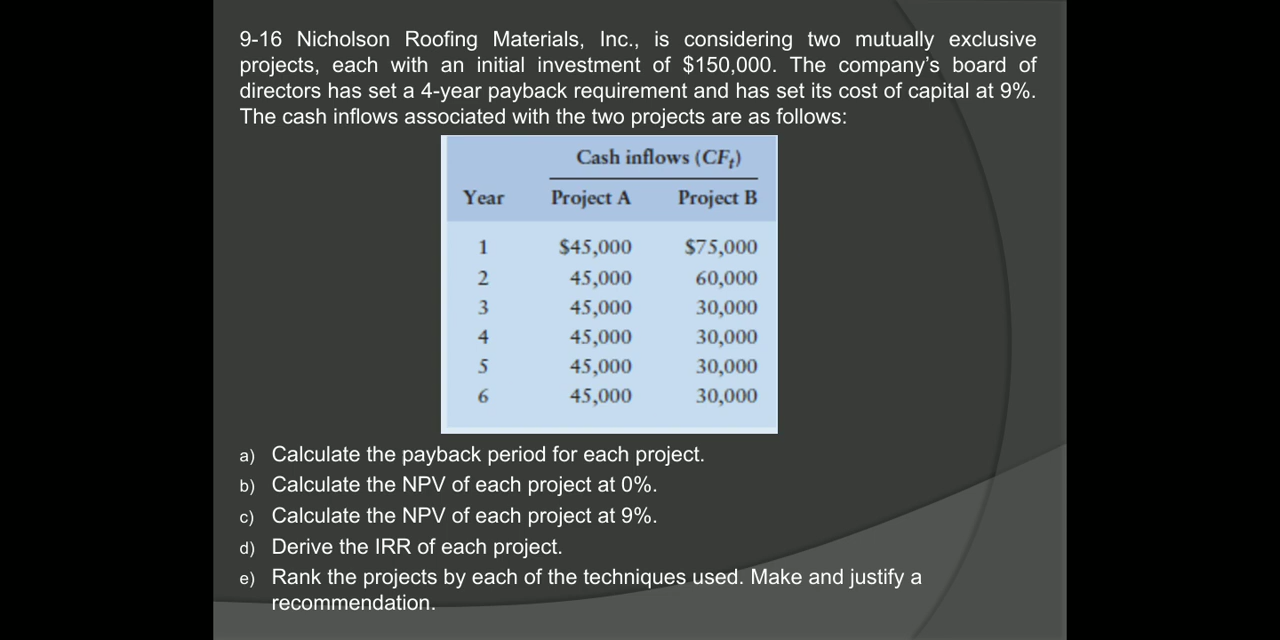 9-16 Nicholson Roofing Materials, Inc., is considering two mutually exclusive
projects, each with an initial investment of $150,000. The company’s board of
directors has set a 4-year payback requirement and has set its cost of capital at 9%.
The cash inflows associated with the two projects are as follows:
Cash inflows (CFₜ)
Year Project A Project B
1 $45,000 $75,000
2 45,000 60,000
3 45,000 30,000
4 45,000 30,000
5 45,000 30,000
6 45,000 30,000
a) Calculate the payback period for each project.
b) Calculate the NPV of each project at 0%.
c) Calculate the NPV of each project at 9%.
d) Derive the IRR of each project.
e) Rank the projects by each of the techniques used. Make and justify a
recommendation.